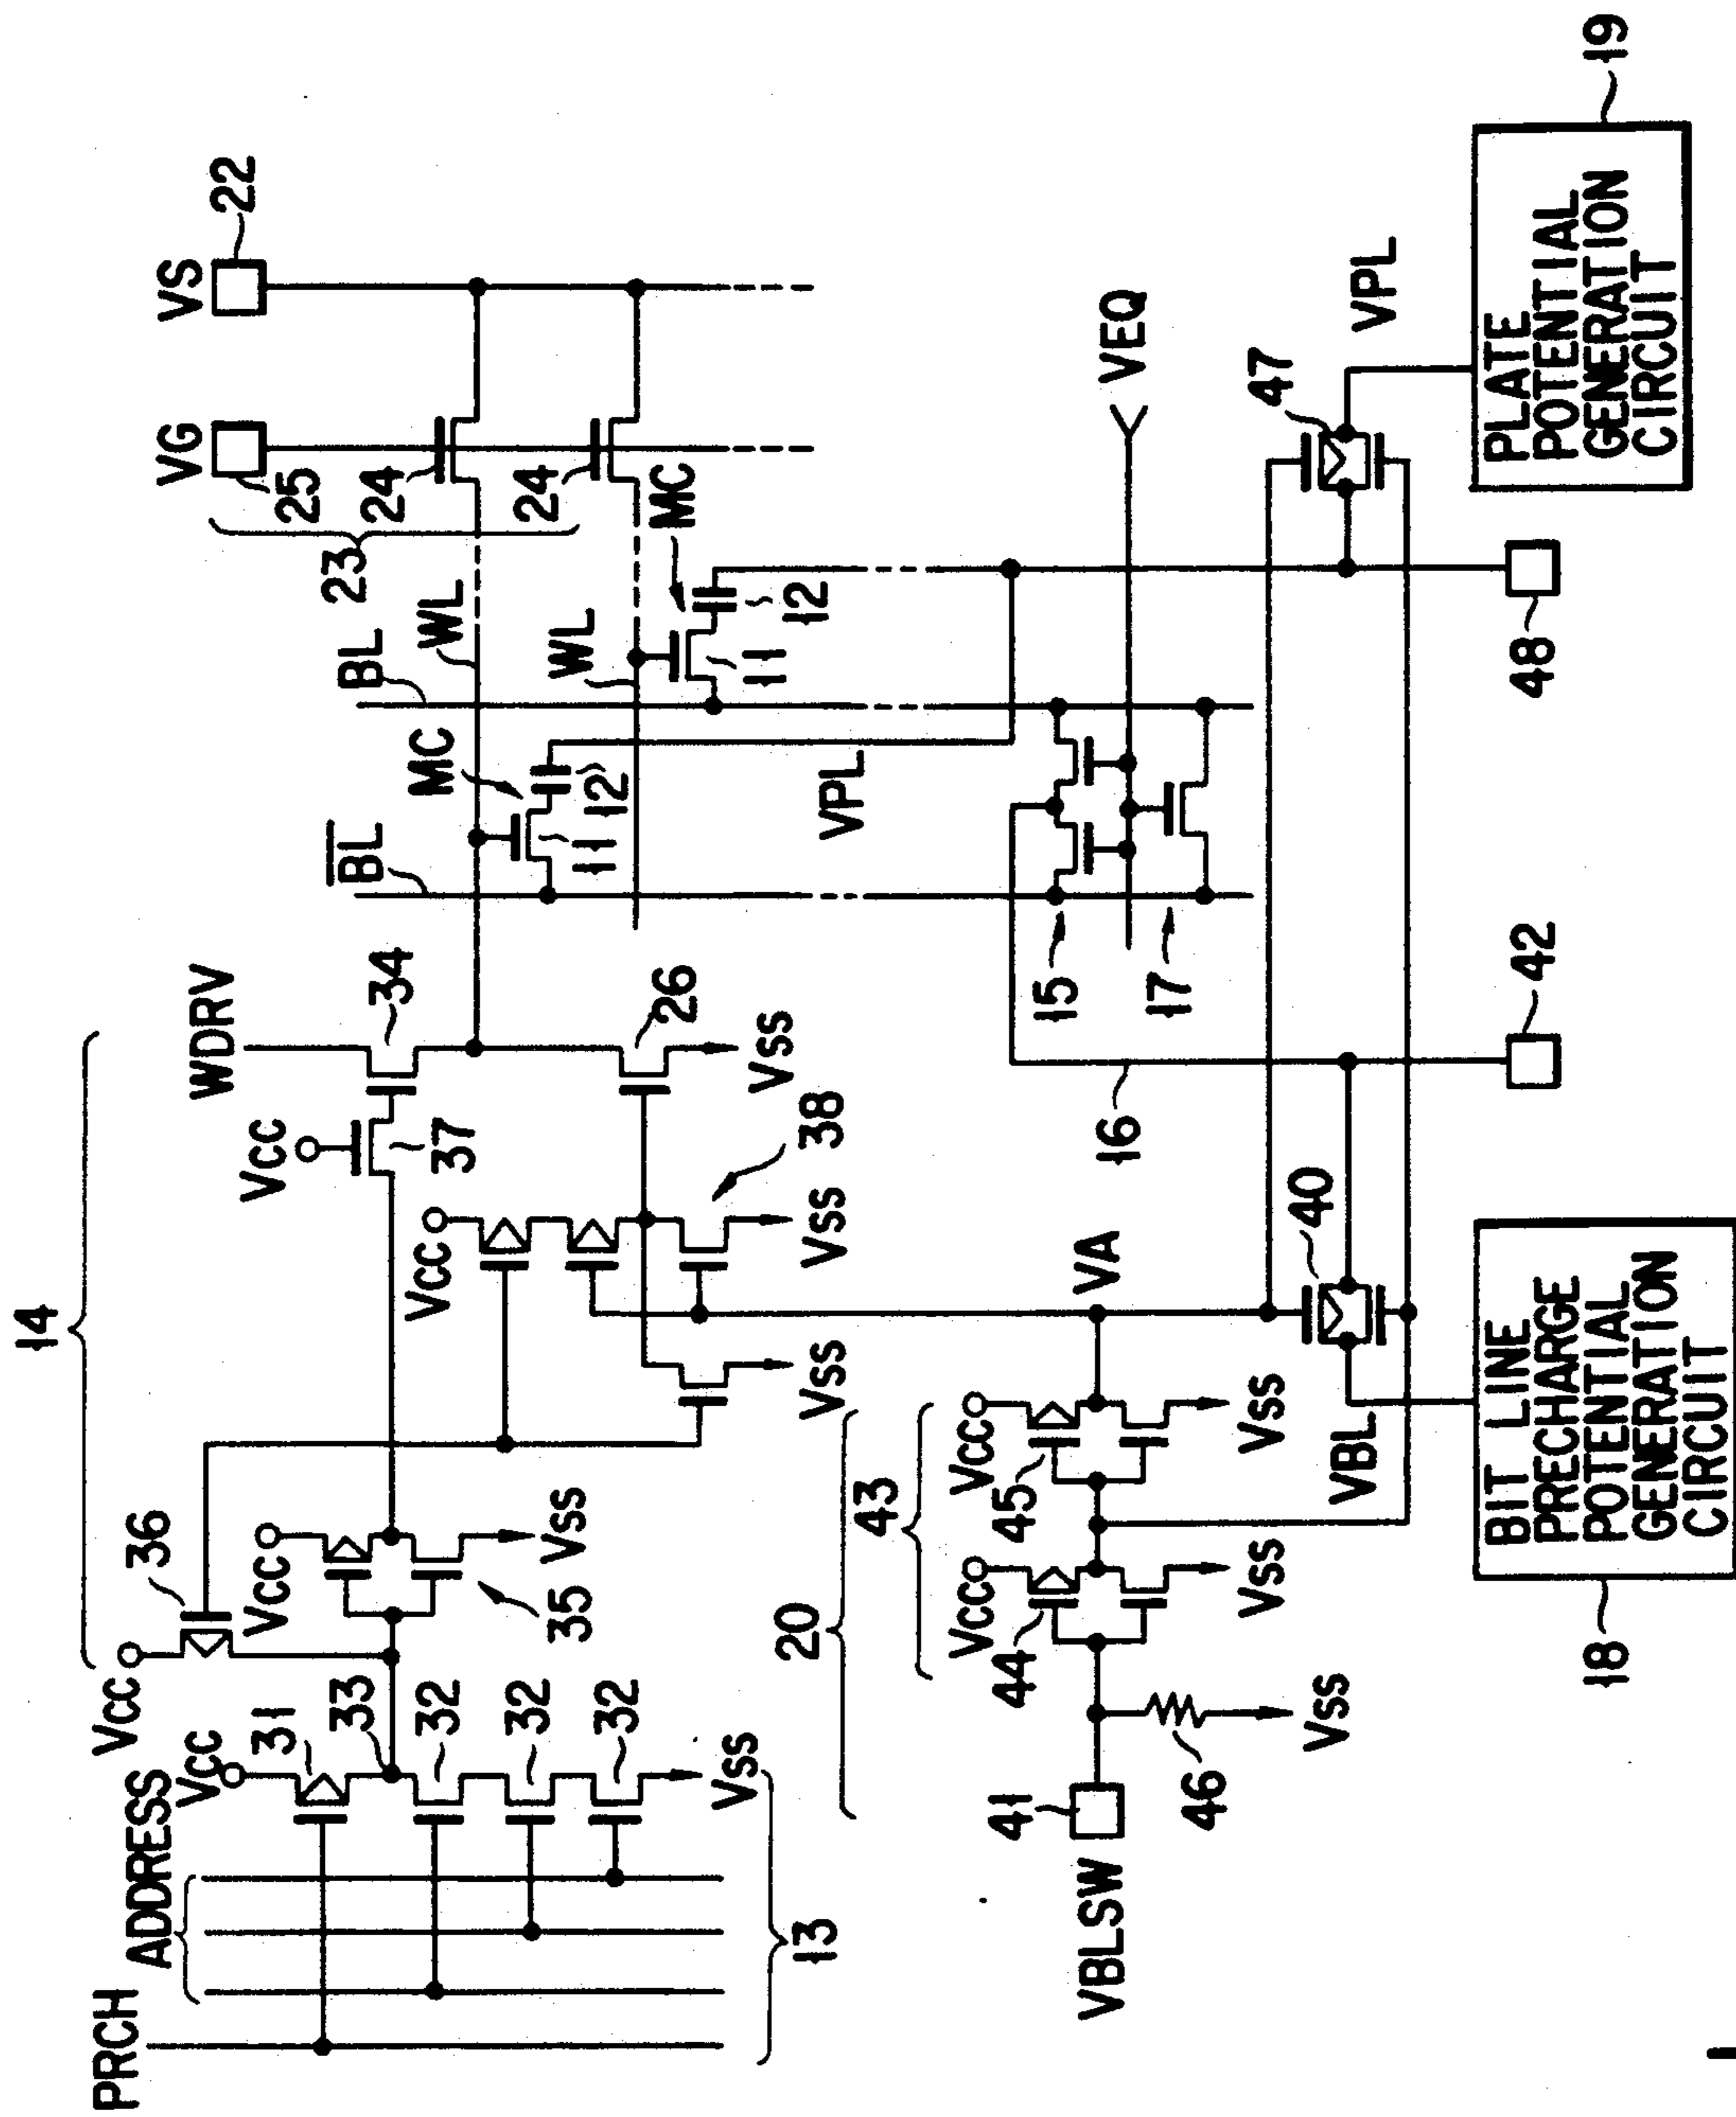 14
PRCH
ADDRESS
VCC
31
33
32
32
32
VSS
13
VCC
36
VCC
35
VSS
VCC
37
WDRV
34
26
VSS
VCC
38
VSS
VSS
BL
BL
WL
WL
MC
MC
11
12
11
12
23
24
24
VG
25
VS
22
VPL
VEQ
15
17
16
20
43
VBLSW
41
46
VSS
VCC
44
VSS
VCC
45
VSS
VA
40
VBL
42
47
VPL
48
BIT LINE
PRECHARGE
POTENTIAL
GENERATION
CIRCUIT
18
PLATE
POTENTIAL
GENERATION
CIRCUIT
19